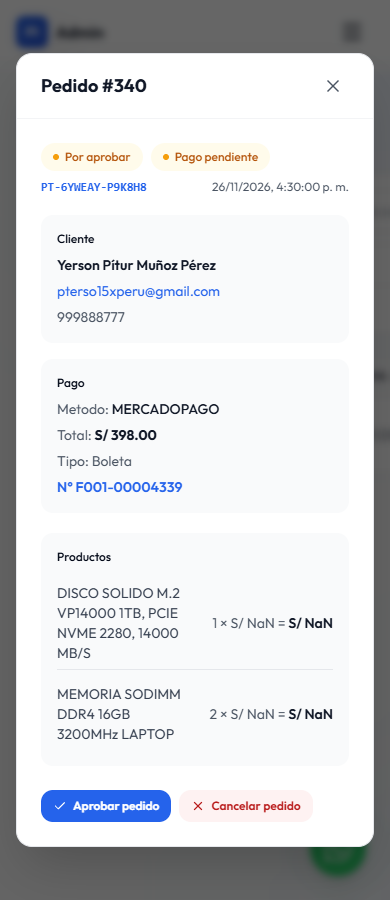 Admin
Pedido #340
Por aprobar
Pago pendiente
PT-6YWEAY-P9K8H8
26/11/2026, 4:30:00 p. m.
Cliente
Yerson Pítur Muñoz Pérez
pterso15xperu@gmail.com
999888777
Pago
Metodo: MERCADOPAGO
Total: S/ 398.00
Tipo: Boleta
N° F001-00004339
Productos
DISCO SOLIDO M.2
VP14000 1TB, PCIE
NVME 2280, 14000
MB/S
1 × S/ NaN = S/ NaN
MEMORIA SODIMM
DDR4 16GB
3200MHz LAPTOP
2 × S/ NaN = S/ NaN
Aprobar pedido
Cancelar pedido